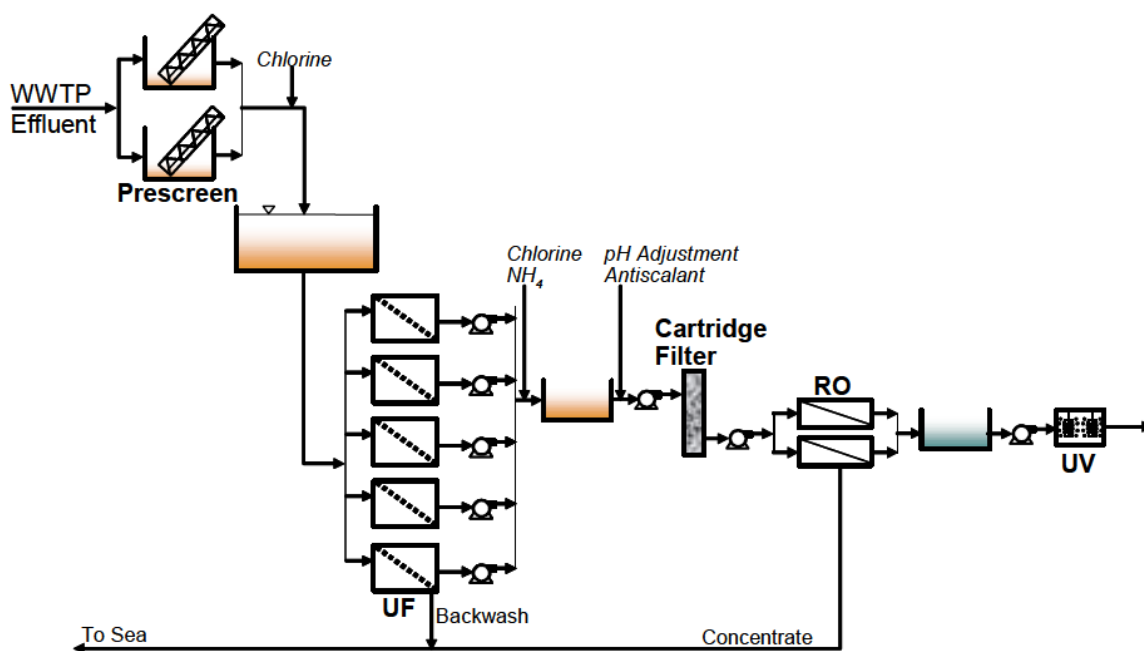 WWTP
Effluent
Prescreen
Chlorine
Chlorine
NH4
pH Adjustment
Antiscalant
Cartridge
Filter
RO
UV
UF
Backwash
To Sea
Concentrate